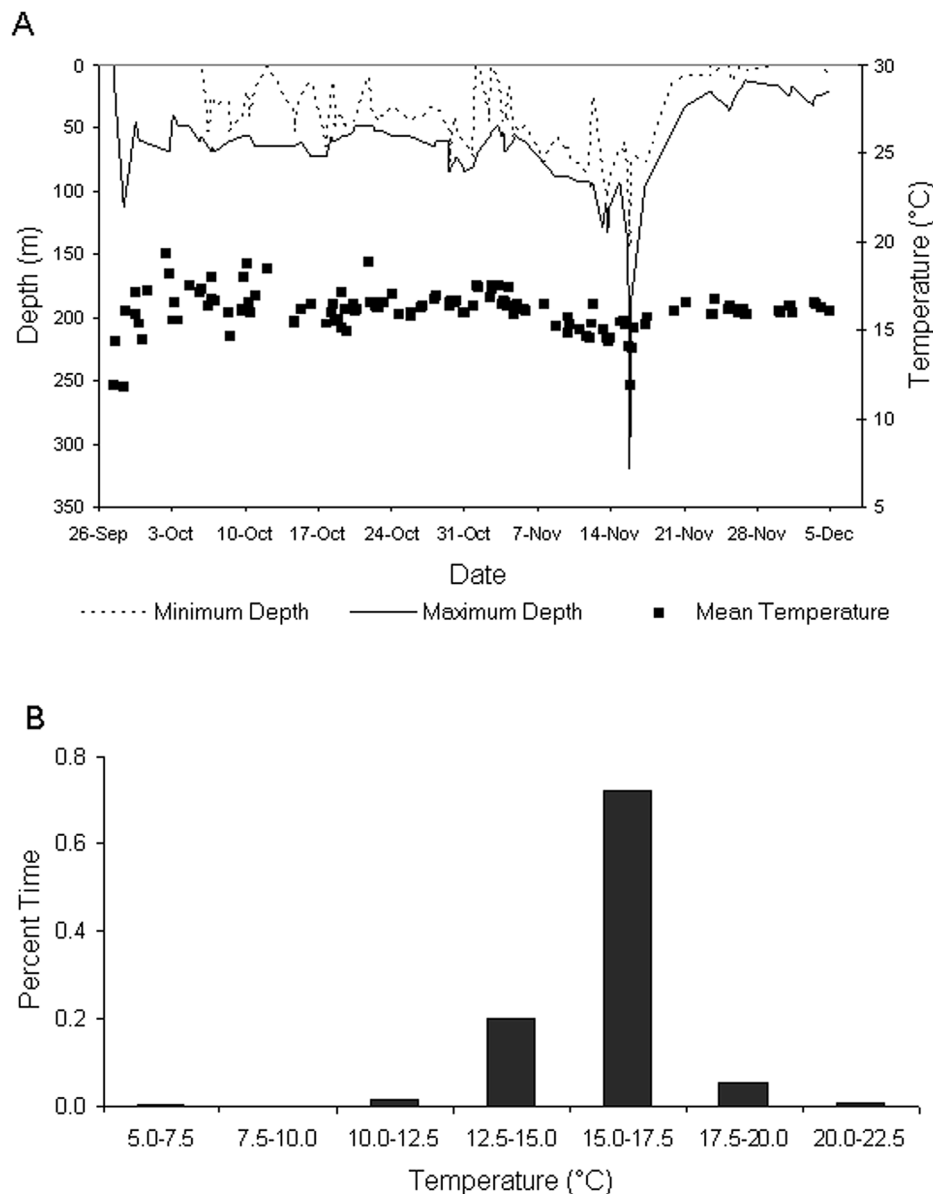 A
0
50
100
150
200
250
300
350
Depth (m)
30
25
20
15
10
5
Temperature (°C)
26-Sep 3-Oct 10-Oct 17-Oct 24-Oct 31-Oct 7-Nov 14-Nov 21-Nov 28-Nov 5-Dec
Date
Minimum Depth Maximum Depth Mean Temperature
B
0.8
0.6
0.4
0.2
0.0
Percent Time
5.0-7.5 7.5-10.0 10.0-12.5 12.5-15.0 15.0-17.5 17.5-20.0 20.0-22.5
Temperature (°C)